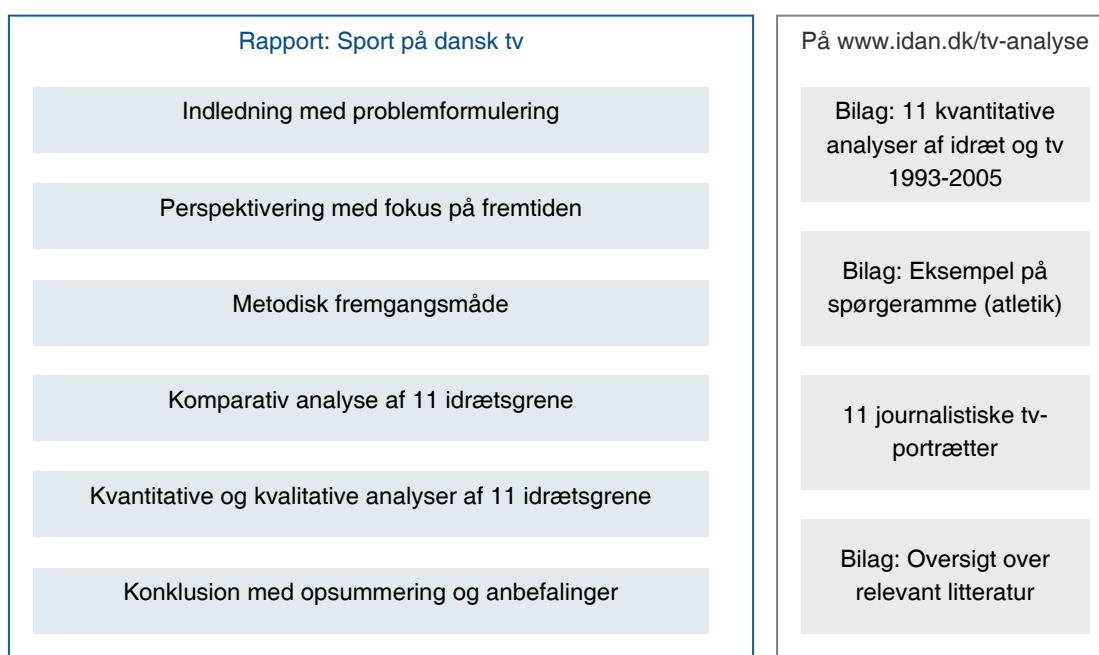 Rapport: Sport på dansk tv
Indledning med problemformulering
Perspektivering med fokus på fremtiden
Metodisk fremgangsmåde
Komparativ analyse af 11 idrætsgrene
Kvantitative og kvalitative analyser af 11 idrætsgrene
Konklusion med opsummering og anbefalinger
På www.idan.dk/tv-analyse
Bilag: 11 kvantitative
analyser af idræt og tv
1993-2005
Bilag: Eksempel på
spørgeramme (atletik)
11 journalistiske tv-
portrætter
Bilag: Oversigt over
relevant litteratur